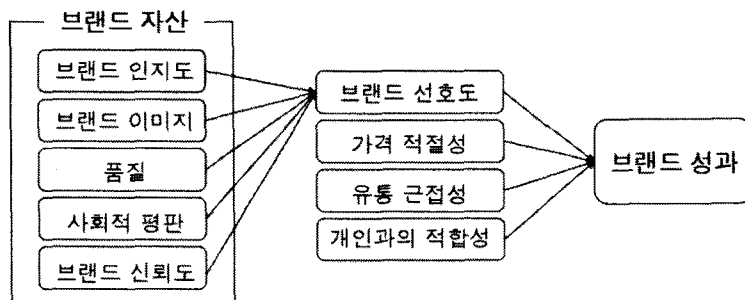 브랜드 자산
브랜드 인지도
브랜드 이미지
품질
사회적 평판
브랜드 신뢰도
브랜드 선호도
가격 적절성
유통 근접성
개인과의 적합성
브랜드 성과